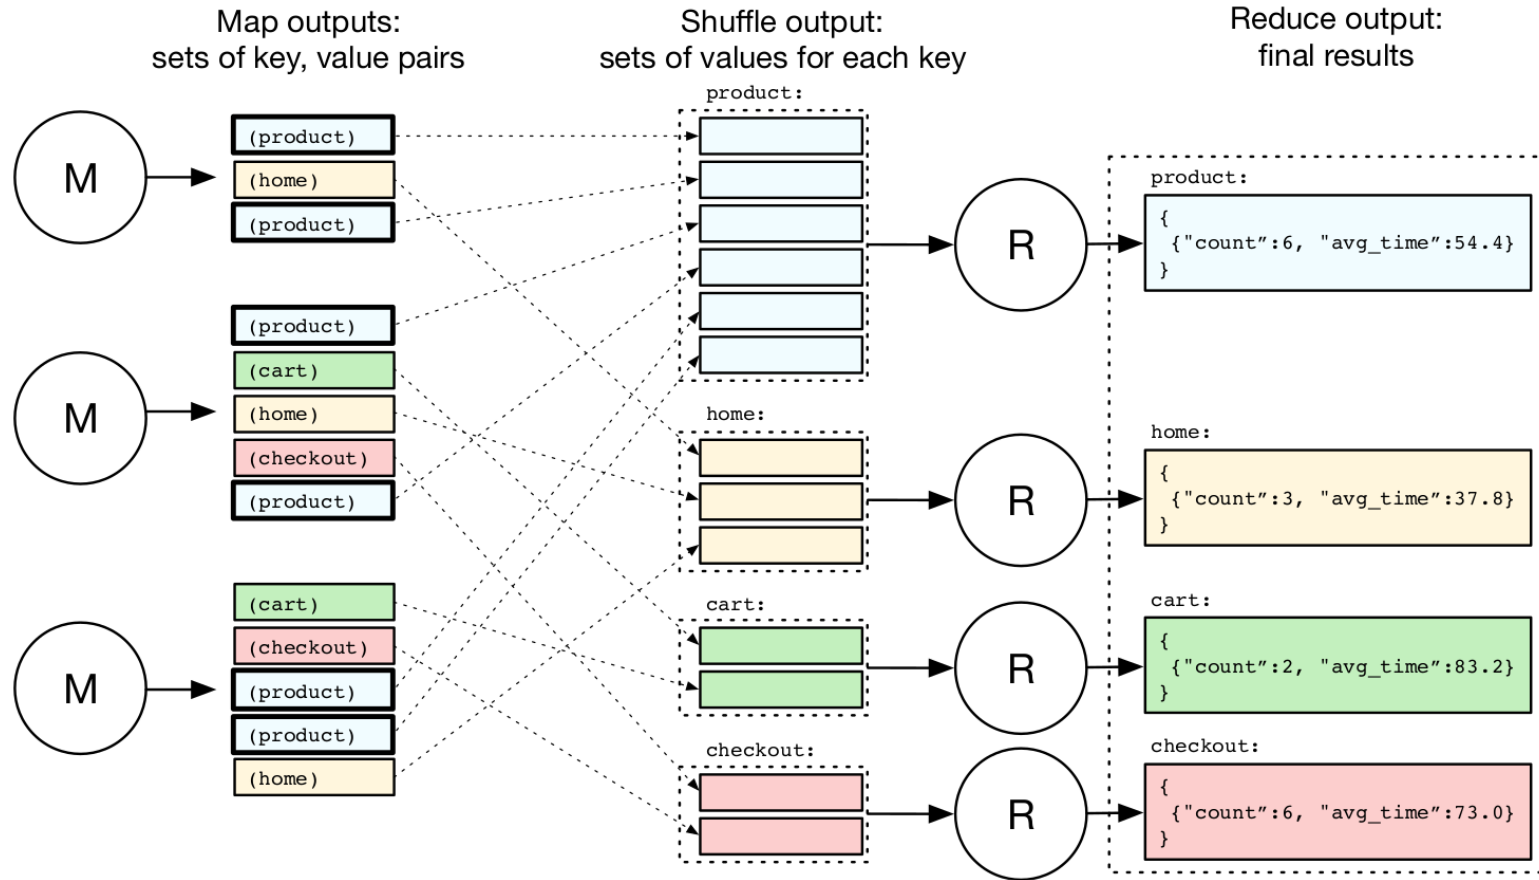 Map outputs:
sets of key, value pairs
M
(product)
(home)
(product)
M
(product)
(cart)
(home)
(checkout)
(product)
M
(cart)
(checkout)
(product)
(product)
(home)
Shuffle output:
sets of values for each key
product:
home:
cart:
checkout:
R
R
R
R
Reduce output:
final results
product:
{
{"count”:6, "avg_time”:54.4}
}
home:
{
{"count”:3, "avg_time”:37.8}
}
cart:
{
{"count”:2, "avg_time”:83.2}
}
checkout:
{
{"count”:6, "avg_time”:73.0}
}